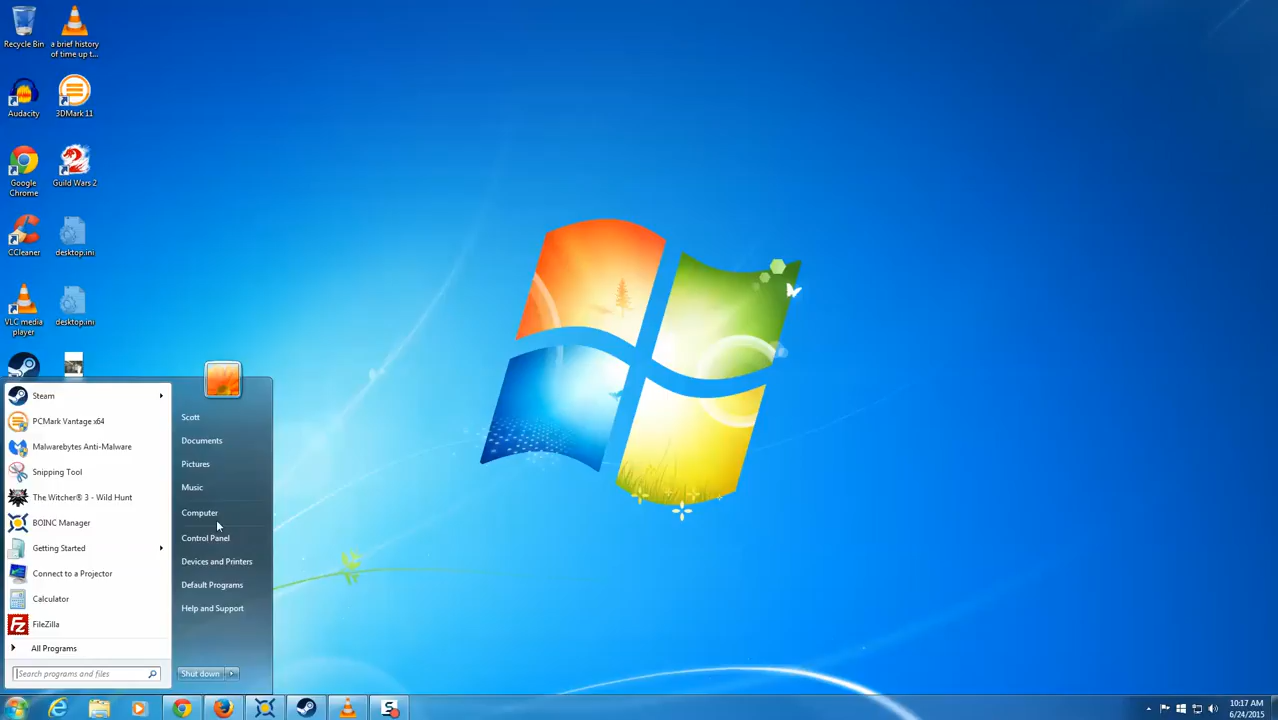 Recycle Bin
a brief history
of time up t...
Audacity
3DMark 11
Google
Chrome
Guild Wars 2
CCleaner
desktop.ini
VLC media
player
desktop.ini
Steam
PCMark Vantage x64
Malwarebytes Anti-Malware
Snipping Tool
The Witcher® 3 - Wild Hunt
BOINC Manager
Getting Started
Connect to a Projector
Calculator
FileZilla
All Programs
Search programs and files
Scott
Documents
Pictures
Music
Computer
Control Panel
Devices and Printers
Default Programs
Help and Support
Shut down
10:17 AM
6/24/2015